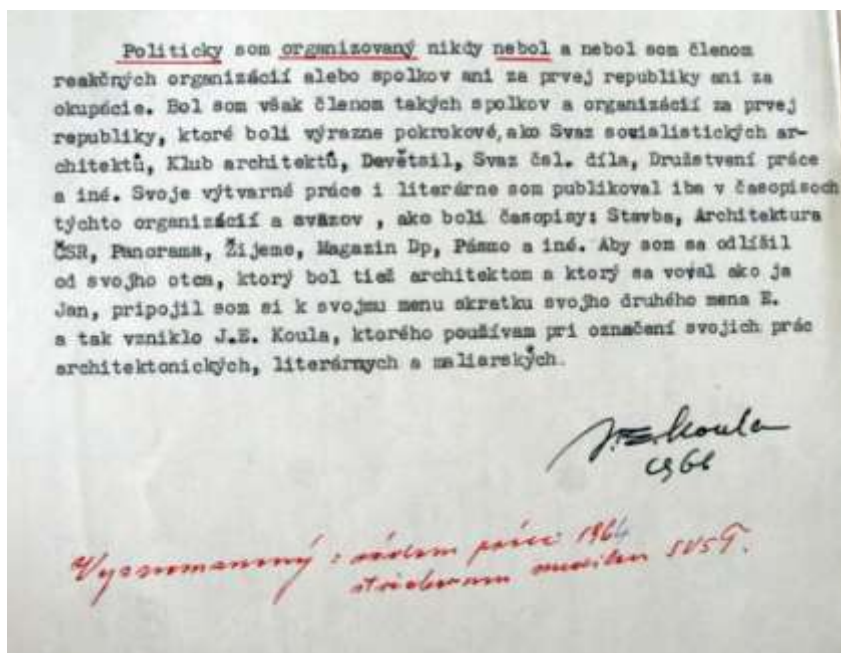 Politicky som organizovaný nikdy nebol a nebol som členom
reakčných organizácií alebo spolkov ani za prvej republiky ani za
okupácie. Bol som však členom takých spolkov a organizácií za prvej
republiky, ktoré boli výrazne pokrokové,ako Svaz socialistických ar-
chitektů, Klub architektů, Devětsil, Svaz čsl. díla, Družstvení práce
a iné. Svoje výtvarné práce i literárne som publikoval iba v časopisoch
týchto organizácií a sväzov , ako boli časopisy: Stavba, Architektura
ČSR, Panorama, Žijeme, Magazin Dp, Pásmo a iné. Aby som sa odlíšil
od svojho otca, ktorý bol tiež architektom a ktorý sa voval ako ja
Jan, pripojil som si k svojmu menu skratku svojho druhého mena E.
a tak vzniklo J.E. Koula, ktorého používam pri označení svojich prác
architektonických, literárnych a maliarských.
J.E. Koula
1966
Vyznamenaný : práce 1964
SVŠT.